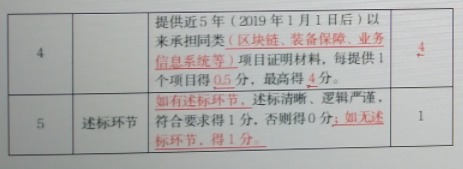 提供近5年（2019年1月1日后）以
来承担同类（区块链、装备保障、业务
4
信息系统等）项目证明材料，每提供1
4
个项目得0.5分，最高得4分。
如有述标环节，述标清晰、逻辑严谨，
5
述标环节
符合要求得1分，否则得0分；如无述
1
标环节，得1分。